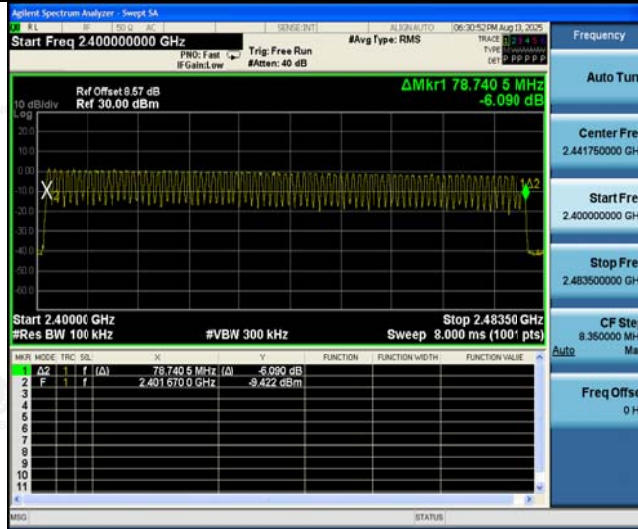 Agilent Spectrum Analyzer - Swept SA
RL RF 50 Ω AC SENSE:INT ALIGNAUTO 06:30:52 PM Aug 13, 2025
Start Freq 2.400000000 GHz
PNO: Fast
IFGain:Low
Trig: Free Run
#Atten: 40 dB
#Avg Type: RMS
TRACE 1 2 3 4 5 6
TYPE
DET P P P P P P
Frequency
Auto Tun
ΔMkr1 78.740 5 MHz
-6.090 dB
Ref Offset 8.57 dB
Ref 30.00 dBm
10 dB/div
Log
20.0
10.0
0.00
-10.0
-20.0
-30.0
-40.0
-50.0
-60.0
1Δ2
Center Fre
2.441750000 GH
Start Fre
2.400000000 GH
Stop Fre
2.483500000 GH
CF Ste
8.350000 MH
Auto Ma
Freq Offse
0 H
Start 2.40000 GHz Stop 2.48350 GHz
#Res BW 100 kHz #VBW 300 kHz Sweep 8.000 ms (1001 pts)
MKR MODE TRC SCL X Y FUNCTION FUNCTION WIDTH FUNCTION VALUE
1 Δ2 1 f (Δ) 78.740 5 MHz (Δ) -6.090 dB
2 F 1 f 2.401 670 0 GHz -9.422 dBm
3
4
5
6
7
8
9
10
11
MSG STATUS